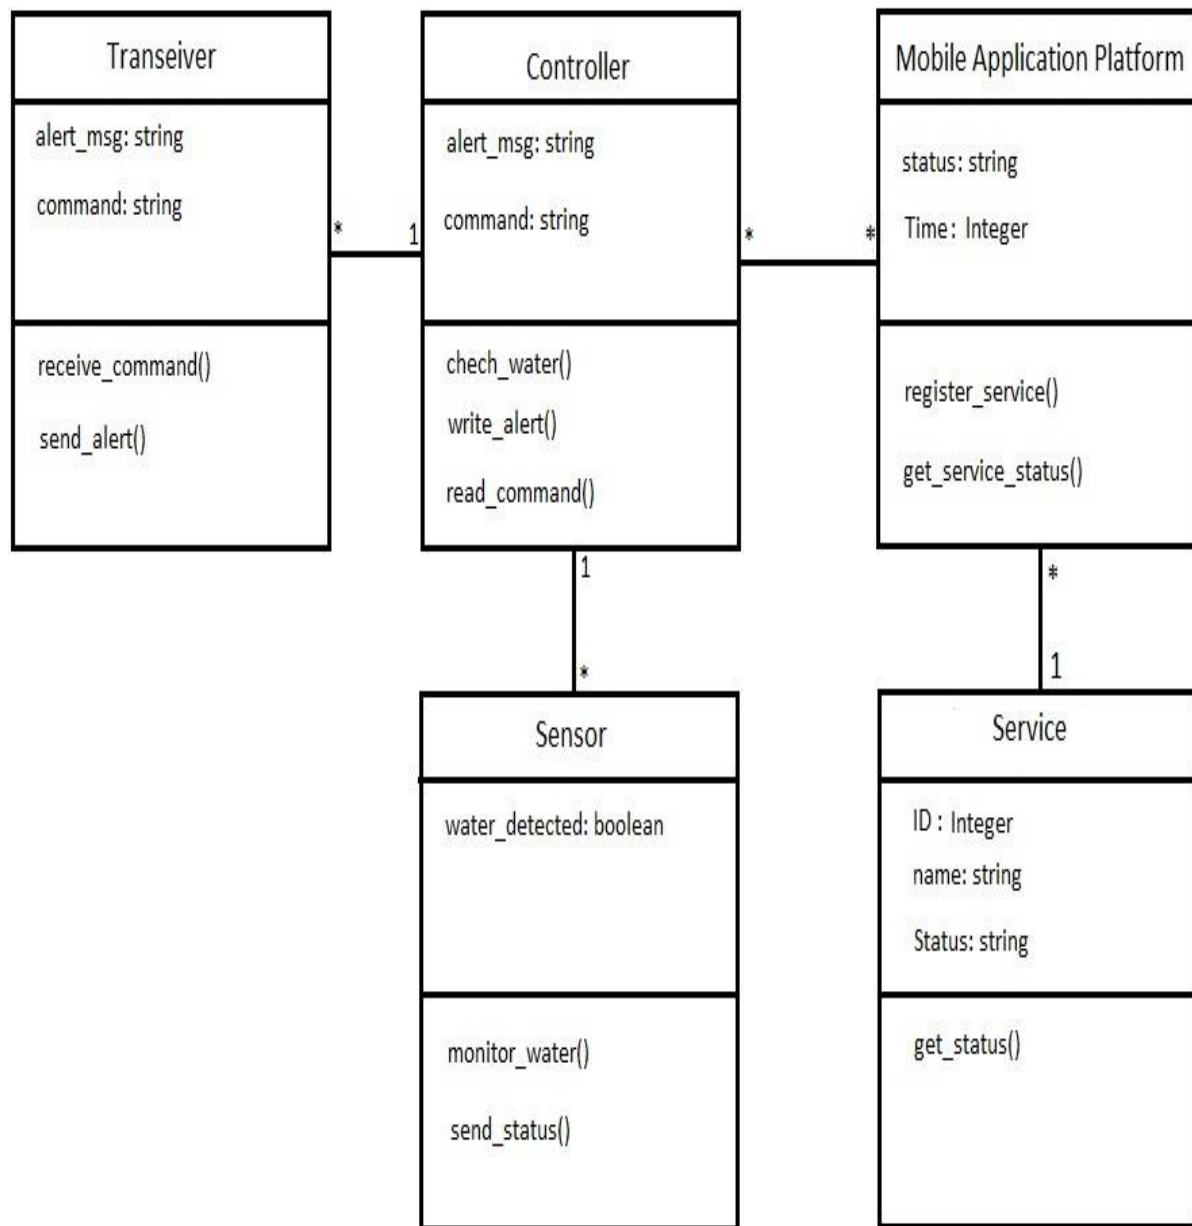 Transeiver
alert_msg: string
command: string
receive_command()
send_alert()
*
1
Controller
alert_msg: string
command: string
chech_water()
write_alert()
read_command()
*
*
Mobile Application Platform
status: string
Time: Integer
register_service()
get_service_status()
1
*
*
1
Sensor
water_detected: boolean
monitor_water()
send_status()
Service
ID: Integer
name: string
Status: string
get_status()